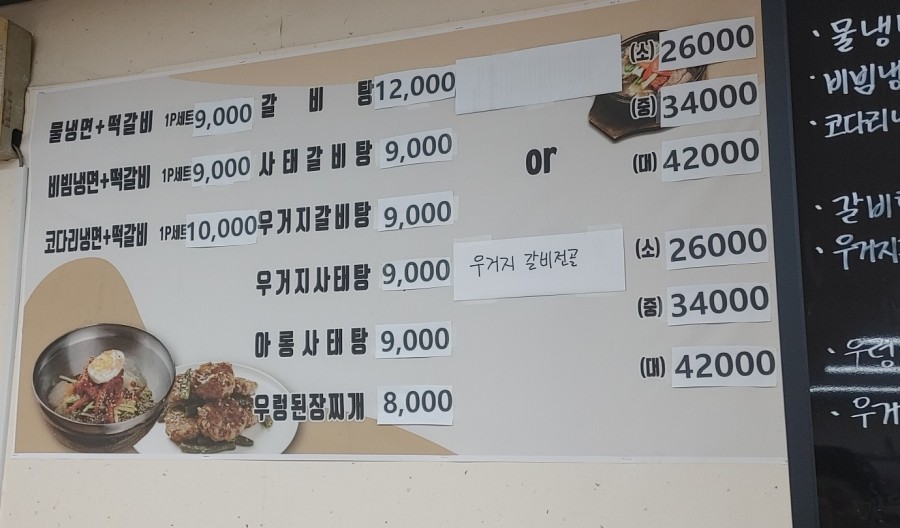 물냉면+떡갈비 1P세트 9,000
비빔냉면+떡갈비 1P세트 9,000
코다리냉면+떡갈비 1P세트 10,000
갈비탕 12,000
사태갈비탕 9,000
우거지갈비탕 9,000
우거지사태탕 9,000
아롱사태탕 9,000
우렁된장찌개 8,000
(소) 26000
(중) 34000
or (대) 42000
우거지 갈비전골 (소) 26000
(중) 34000
(대) 42000
· 물냉
· 비빔냉
· 코다리
· 갈비
· 우거지
· 우렁
· 우거